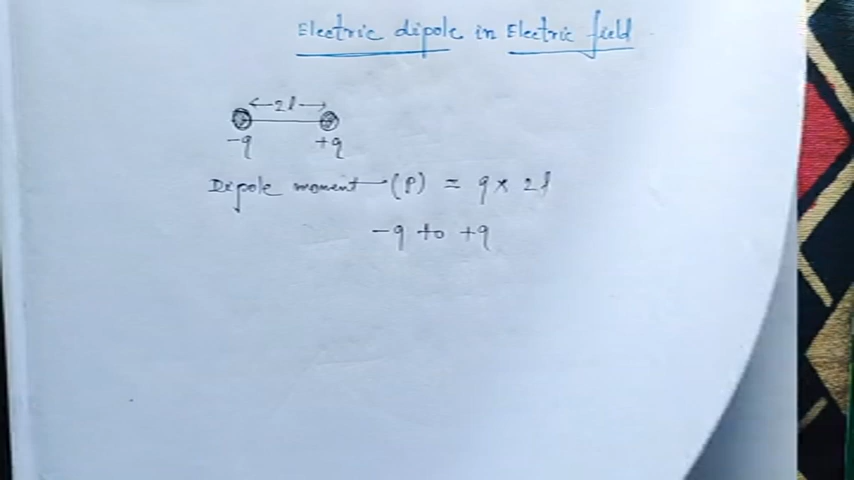 Electric dipole in Electric field
2l
-q +q
Dipole moment → (P) = q × 2l
-q to +q